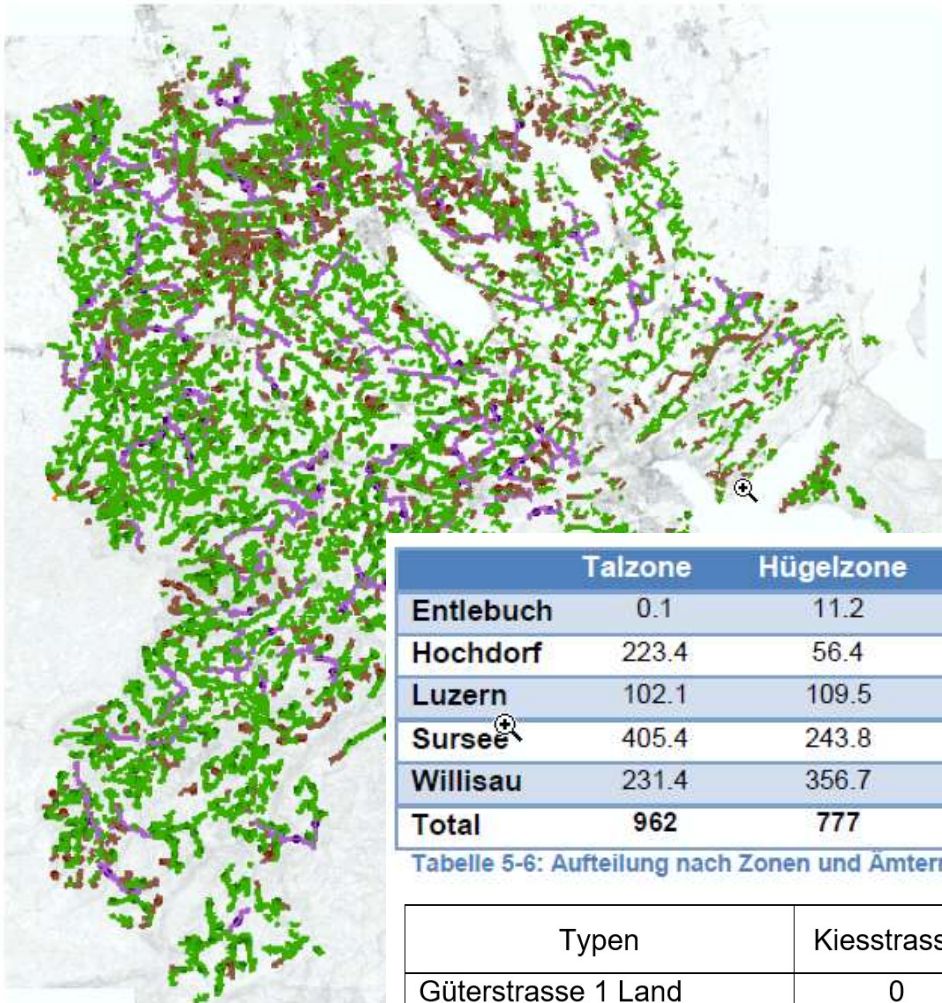 Talzone Hügelzone
Entlebuch 0.1 11.2
Hochdorf 223.4 56.4
Luzern 102.1 109.5
Sursee 405.4 243.8
Willisau 231.4 356.7
Total 962 777
Tabelle 5-6: Aufteilung nach Zonen und Ämtern
Typen Kiesstrass
Güterstrasse 1 Land 0